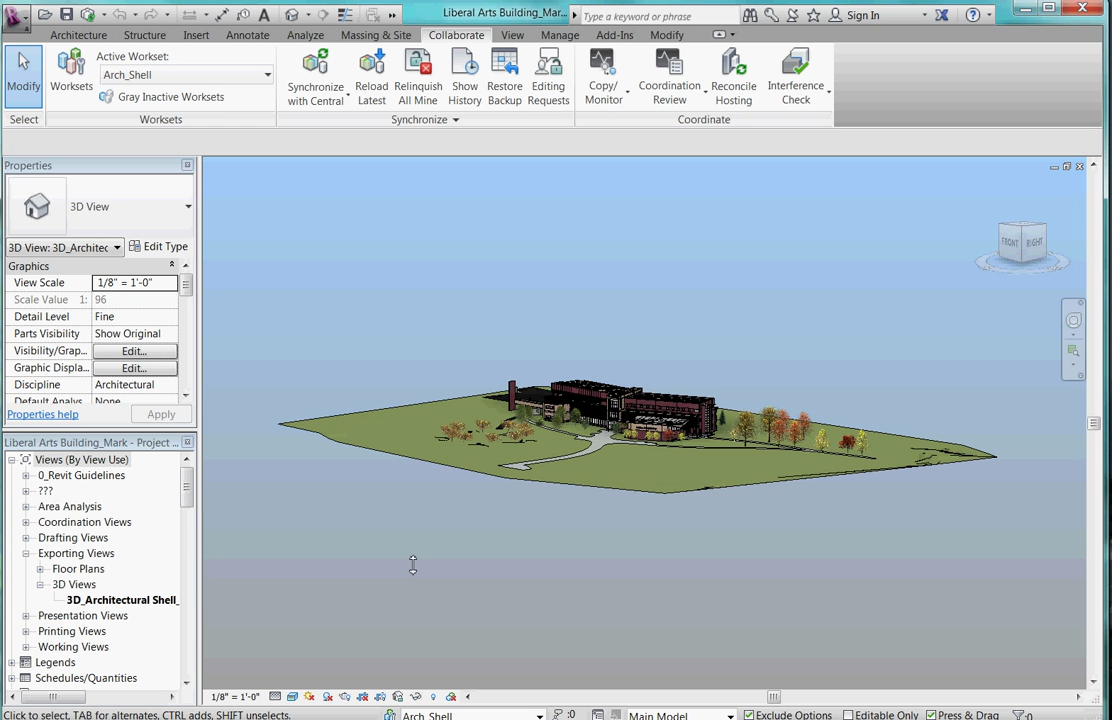 Liberal Arts Building_Mark...
Type a keyword or phrase
Sign In
Architecture Structure Insert Annotate Analyze Massing & Site Collaborate View Manage Add-Ins Modify
Modify
Worksets
Active Workset:
Arch_Shell
Gray Inactive Worksets
Synchronize with Central
Reload Latest
Relinquish All Mine
Show History
Restore Backup
Editing Requests
Copy/ Monitor
Coordination Review
Reconcile Hosting
Interference Check
Select Worksets Synchronize Coordinate
Properties
3D View
3D View: 3D_Architec Edit Type
Graphics
View Scale 1/8" = 1'-0"
Scale Value 1: 96
Detail Level Fine
Parts Visibility Show Original
Visibility/Grap... Edit...
Graphic Displa... Edit...
Discipline Architectural
Default Analys... None
Properties help Apply
FRONT RIGHT
Liberal Arts Building_Mark - Project ...
Views (By View Use)
0_Revit Guidelines
???
Area Analysis
Coordination Views
Drafting Views
Exporting Views
Floor Plans
3D Views
3D_Architectural Shell_
Presentation Views
Printing Views
Working Views
Legends
Schedules/Quantities
1/8" = 1'-0"
Click to select, TAB for alternates, CTRL adds, SHIFT unselects. Arch_Shell :0 Main Model Exclude Options Editable Only Press & Drag :0